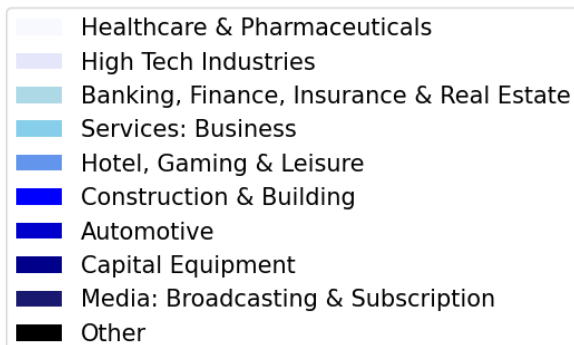 Healthcare & Pharmaceuticals
High Tech Industries
Banking, Finance, Insurance & Real Estate
Services: Business
Hotel, Gaming & Leisure
Construction & Building
Automotive
Capital Equipment
Media: Broadcasting & Subscription
Other